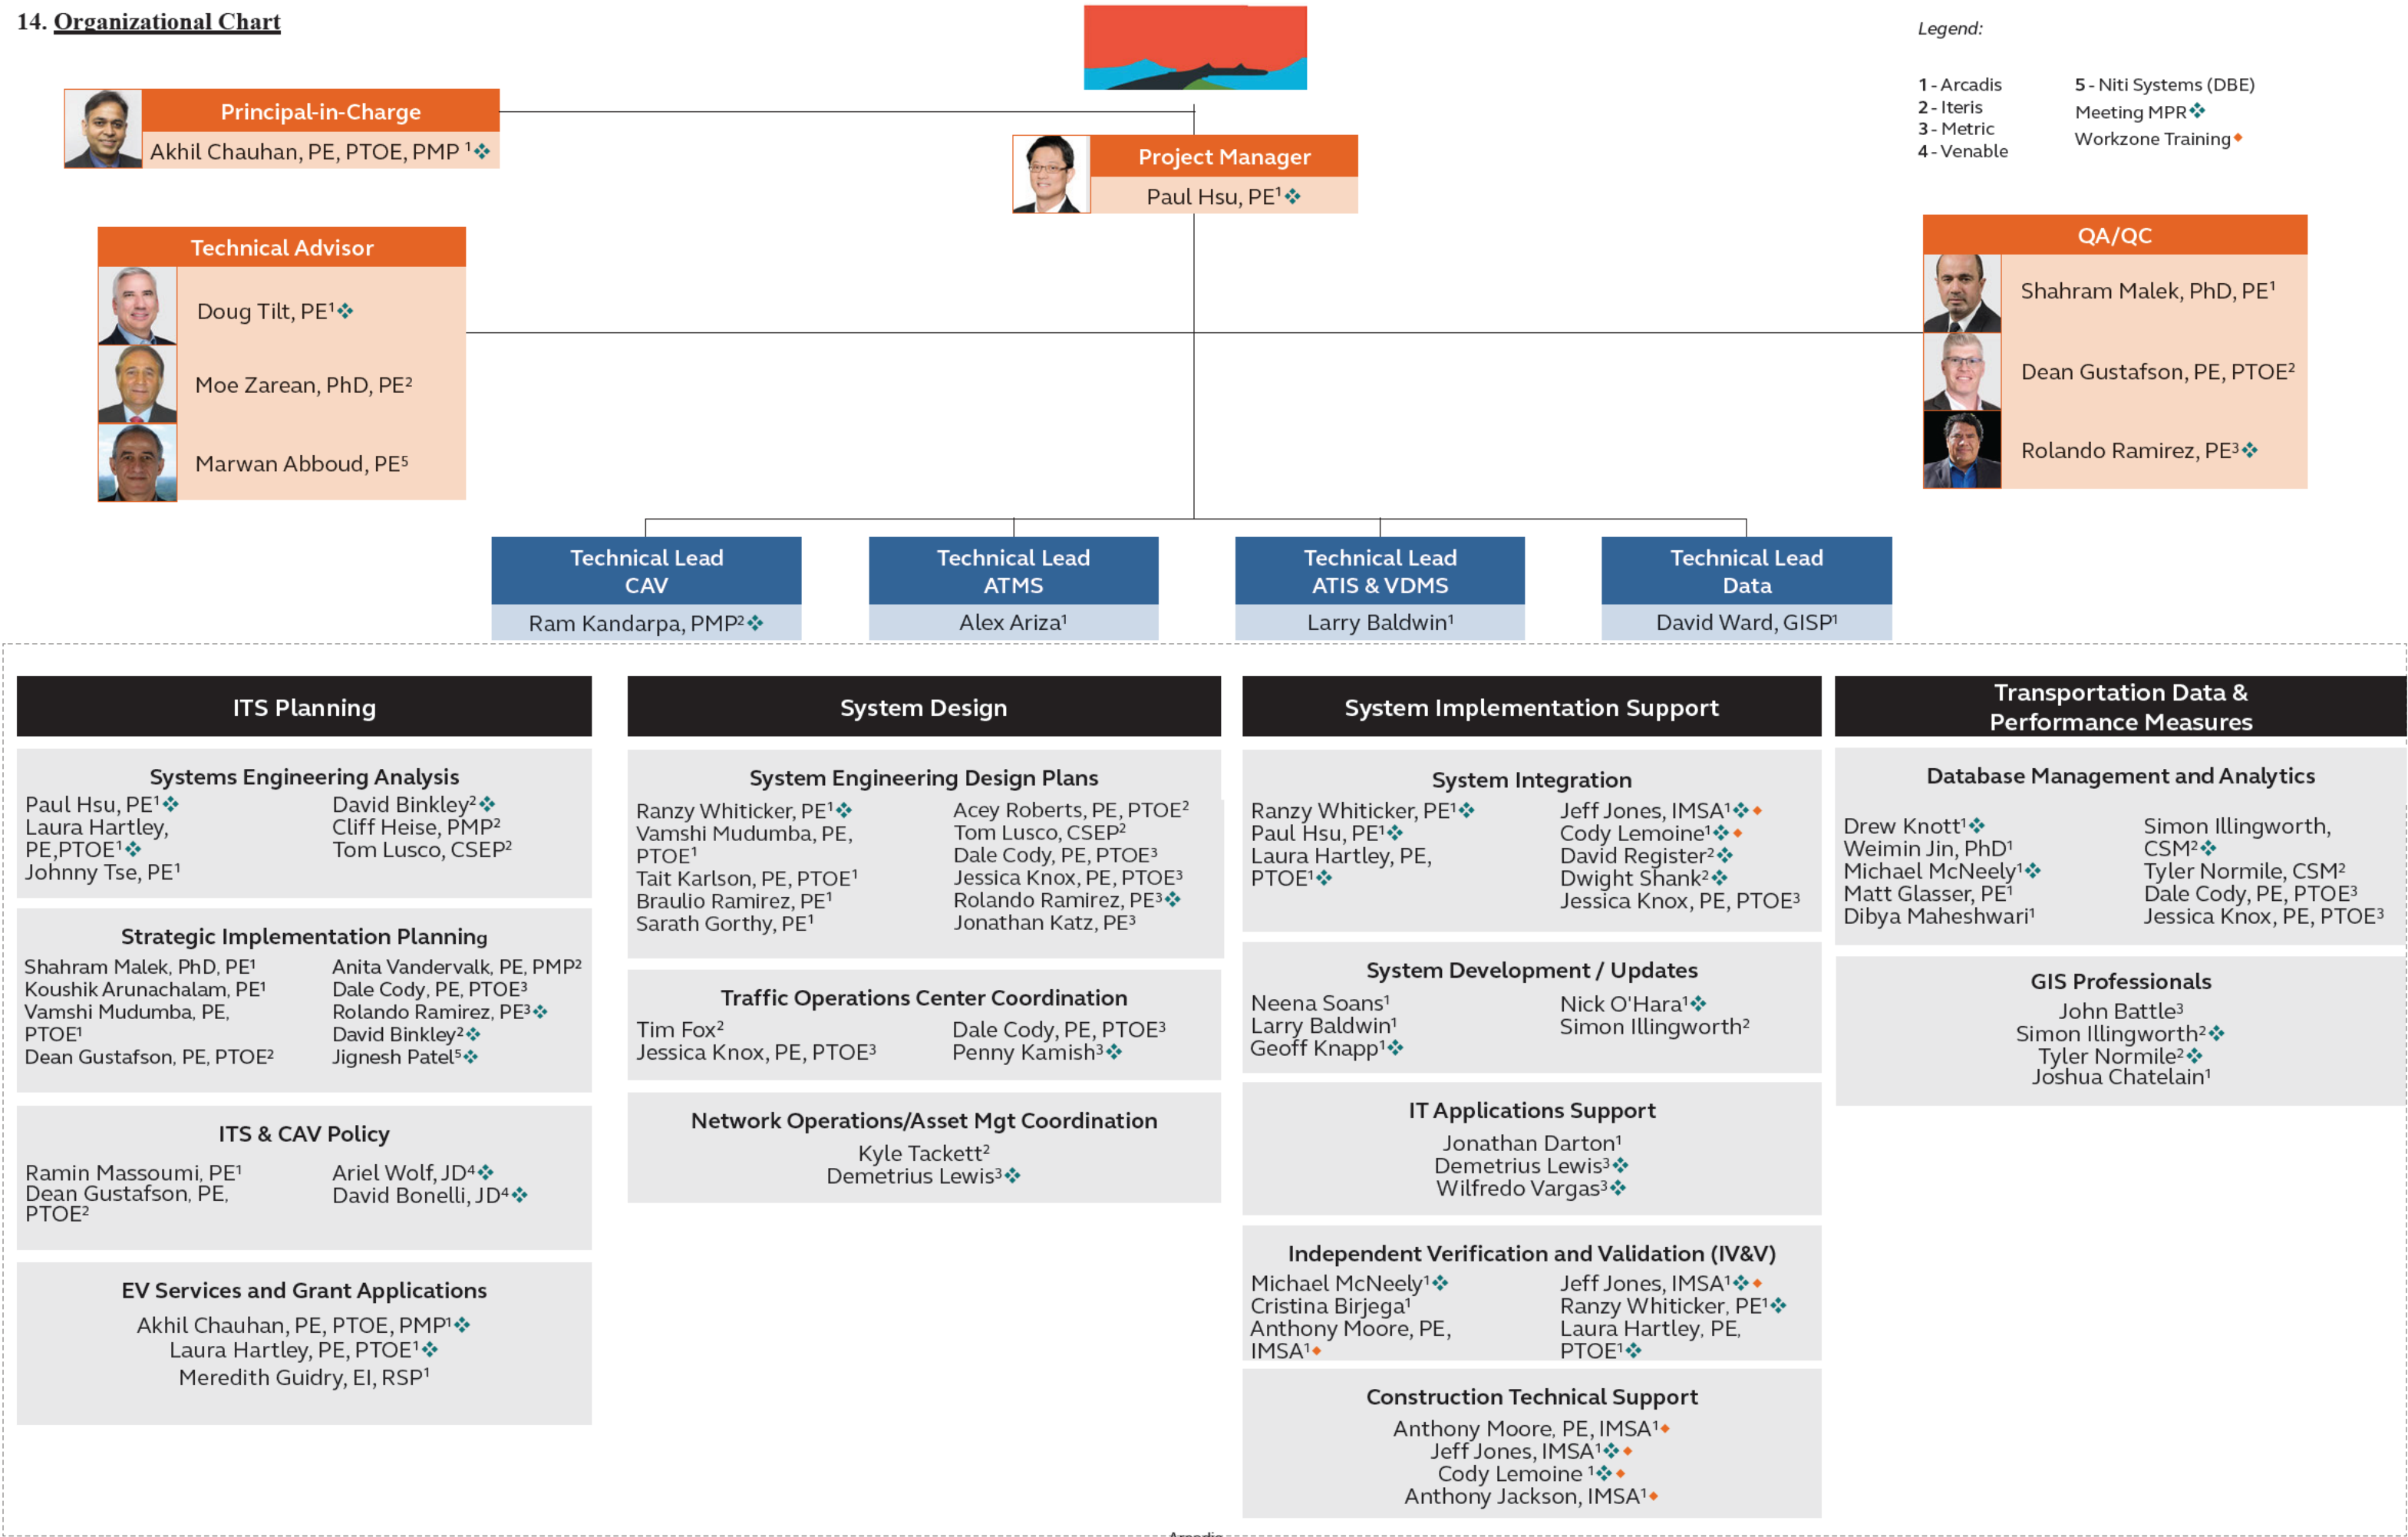 14. Organizational Chart
Legend:
1 - Arcadis
2 - Iteris
3 - Metric
4 - Venable
5 - Niti Systems (DBE)
Meeting MPR❖
Workzone Training◆
Principal-in-Charge
Akhil Chauhan, PE, PTOE, PMP ¹❖
Project Manager
Paul Hsu, PE¹❖
Technical Advisor
Doug Tilt, PE¹❖
Moe Zarean, PhD, PE²
Marwan Abboud, PE⁵
QA/QC
Shahram Malek, PhD, PE¹
Dean Gustafson, PE, PTOE²
Rolando Ramirez, PE³❖
Technical Lead
CAV
Ram Kandarpa, PMP²❖
Technical Lead
ATMS
Alex Ariza¹
Technical Lead
ATIS & VDMS
Larry Baldwin¹
Technical Lead
Data
David Ward, GISP¹
ITS Planning
Systems Engineering Analysis
Paul Hsu, PE¹❖
Laura Hartley,
PE,PTOE¹❖
Johnny Tse, PE¹
David Binkley²❖
Cliff Heise, PMP²
Tom Lusco, CSEP²
Strategic Implementation Planning
Shahram Malek, PhD, PE¹
Koushik Arunachalam, PE¹
Vamshi Mudumba, PE,
PTOE¹
Dean Gustafson, PE, PTOE²
Anita Vandervalk, PE, PMP²
Dale Cody, PE, PTOE³
Rolando Ramirez, PE³❖
David Binkley²❖
Jignesh Patel⁵❖
ITS & CAV Policy
Ramin Massoumi, PE¹
Dean Gustafson, PE,
PTOE²
Ariel Wolf, JD⁴❖
David Bonelli, JD⁴❖
EV Services and Grant Applications
Akhil Chauhan, PE, PTOE, PMP¹❖
Laura Hartley, PE, PTOE¹❖
Meredith Guidry, EI, RSP¹
System Design
System Engineering Design Plans
Ranzy Whiticker, PE¹❖
Vamshi Mudumba, PE,
PTOE¹
Tait Karlson, PE, PTOE¹
Braulio Ramirez, PE¹
Sarath Gorthy, PE¹
Acey Roberts, PE, PTOE²
Tom Lusco, CSEP²
Dale Cody, PE, PTOE³
Jessica Knox, PE, PTOE³
Rolando Ramirez, PE³❖
Jonathan Katz, PE³
Traffic Operations Center Coordination
Tim Fox²
Jessica Knox, PE, PTOE³
Dale Cody, PE, PTOE³
Penny Kamish³❖
Network Operations/Asset Mgt Coordination
Kyle Tackett²
Demetrius Lewis³❖
System Implementation Support
System Integration
Ranzy Whiticker, PE¹❖
Paul Hsu, PE¹❖
Laura Hartley, PE,
PTOE¹❖
Jeff Jones, IMSA¹❖◆
Cody Lemoine¹❖◆
David Register²❖
Dwight Shank²❖
Jessica Knox, PE, PTOE³
System Development / Updates
Neena Soans¹
Larry Baldwin¹
Geoff Knapp¹❖
Nick O'Hara¹❖
Simon Illingworth²
IT Applications Support
Jonathan Darton¹
Demetrius Lewis³❖
Wilfredo Vargas³❖
Independent Verification and Validation (IV&V)
Michael McNeely¹❖
Cristina Birjega¹
Anthony Moore, PE,
IMSA¹◆
Jeff Jones, IMSA¹❖◆
Ranzy Whiticker, PE¹❖
Laura Hartley, PE,
PTOE¹❖
Construction Technical Support
Anthony Moore, PE, IMSA¹◆
Jeff Jones, IMSA¹❖◆
Cody Lemoine ¹❖◆
Anthony Jackson, IMSA¹◆
Transportation Data &
Performance Measures
Database Management and Analytics
Drew Knott¹❖
Weimin Jin, PhD¹
Michael McNeely¹❖
Matt Glasser, PE¹
Dibya Maheshwari¹
Simon Illingworth,
CSM²❖
Tyler Normile, CSM²
Dale Cody, PE, PTOE³
Jessica Knox, PE, PTOE³
GIS Professionals
John Battle³
Simon Illingworth²❖
Tyler Normile²❖
Joshua Chatelain¹